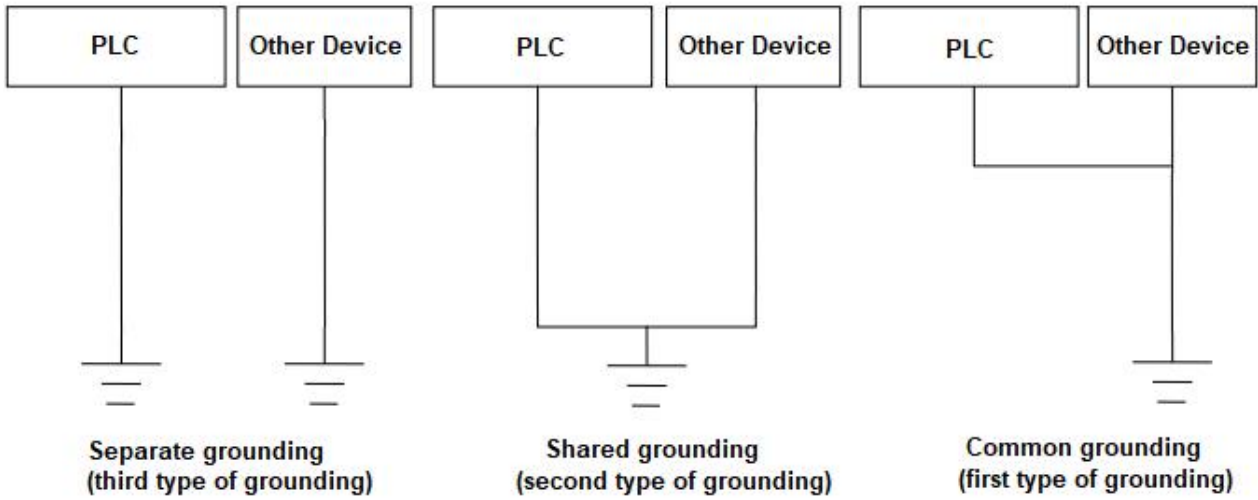 PLC
Other Device
PLC
Other Device
PLC
Other Device
Separate grounding
(third type of grounding)
Shared grounding
(second type of grounding)
Common grounding
(first type of grounding)